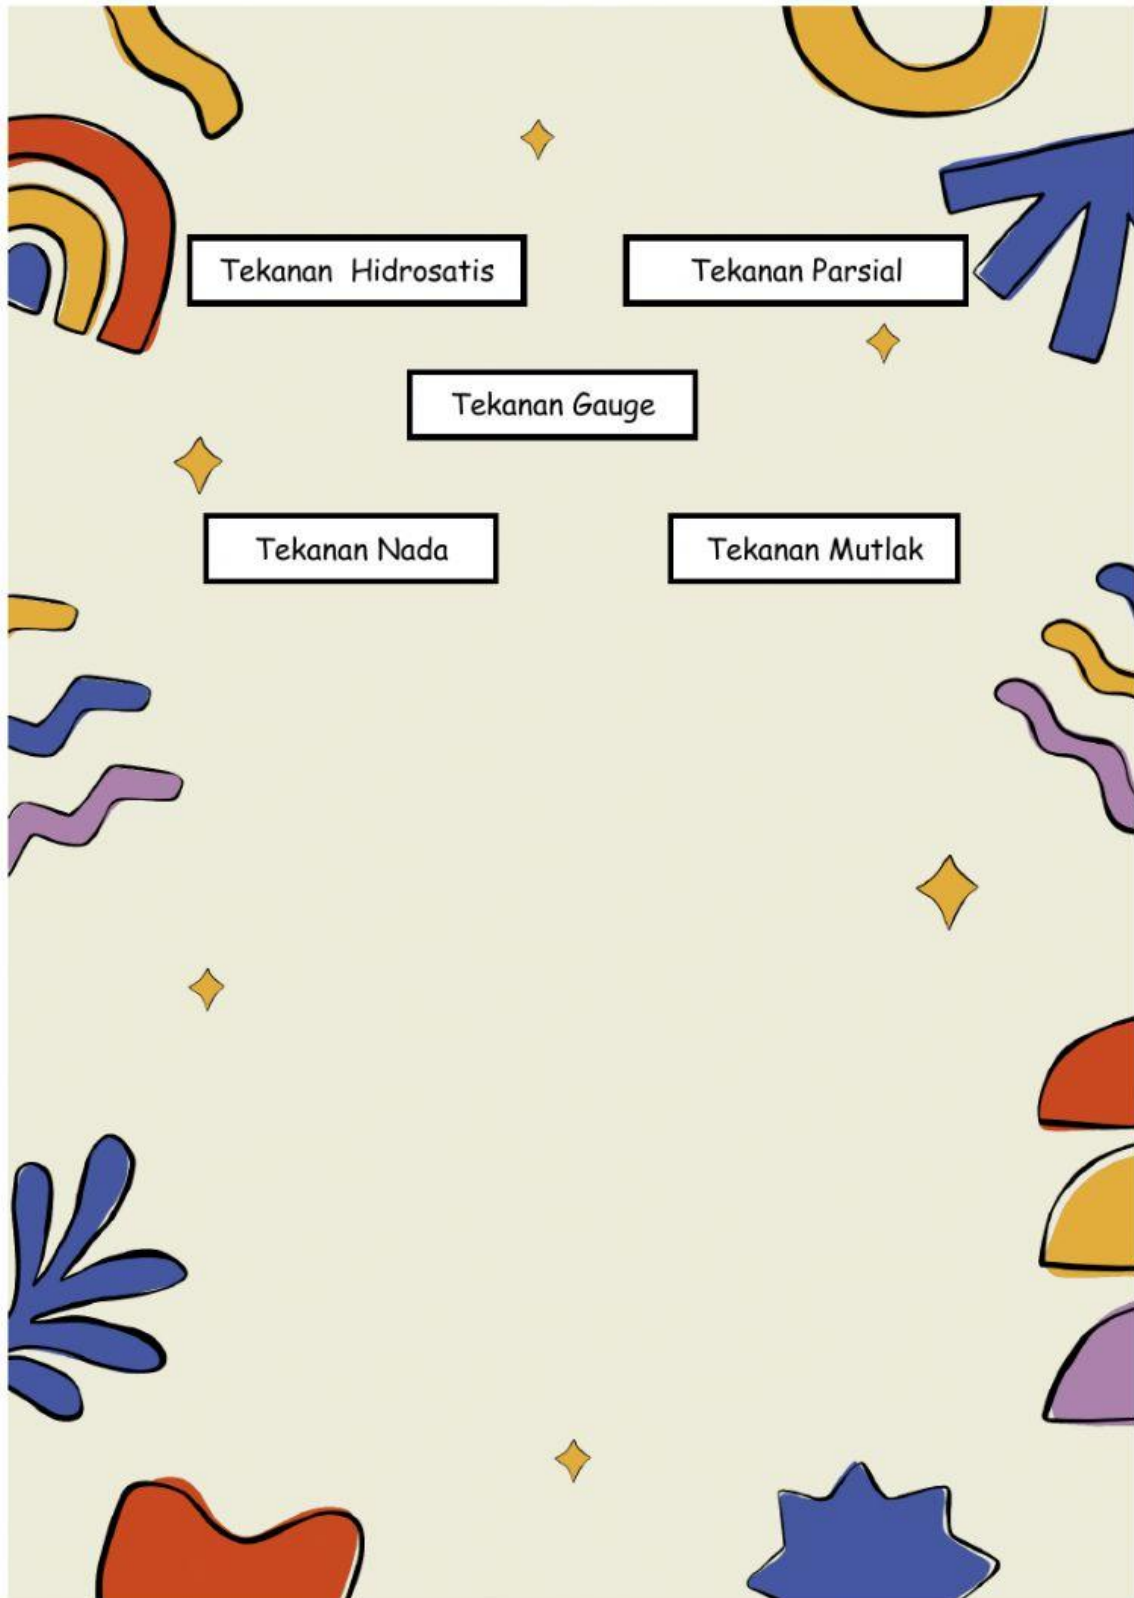 Tekanan  Hidrosatis
Tekanan Parsial
Tekanan Gauge
Tekanan Nada
Tekanan Mutlak